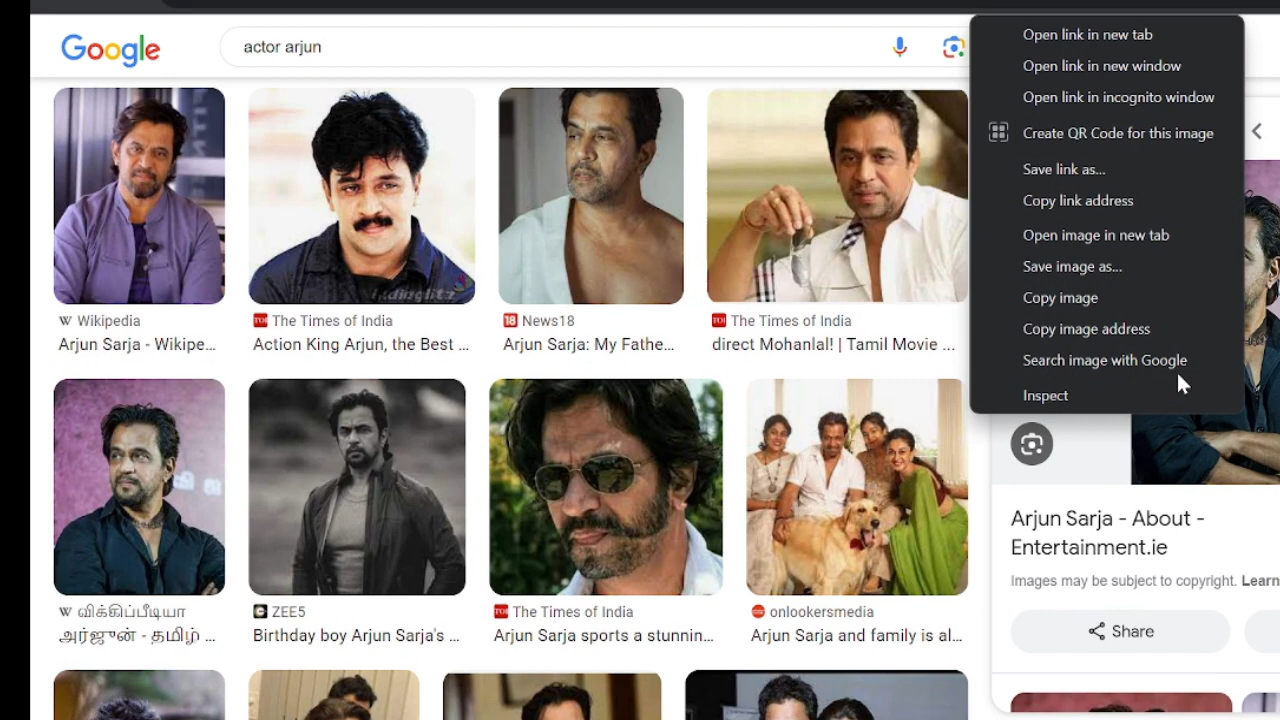 Google
actor arjun
Open link in new tab
Open link in new window
Open link in incognito window
Create QR Code for this image
Save link as...
Copy link address
Open image in new tab
Save image as...
Copy image
Copy image address
Search image with Google
Inspect
indiaglitz
W Wikipedia
Arjun Sarja - Wikipe...
TOI The Times of India
Action King Arjun, the Best ...
18 News18
Arjun Sarja: My Fathe...
TOI The Times of India
direct Mohanlal! | Tamil Movie ...
W விக்கிப்பீடியா
அர்ஜுன் - தமிழ் ...
ZEE5
Birthday boy Arjun Sarja's ...
TOI The Times of India
Arjun Sarja sports a stunnin...
onlookersmedia
Arjun Sarja and family is al...
Arjun Sarja - About -
Entertainment.ie
Images may be subject to copyright. Learn
Share